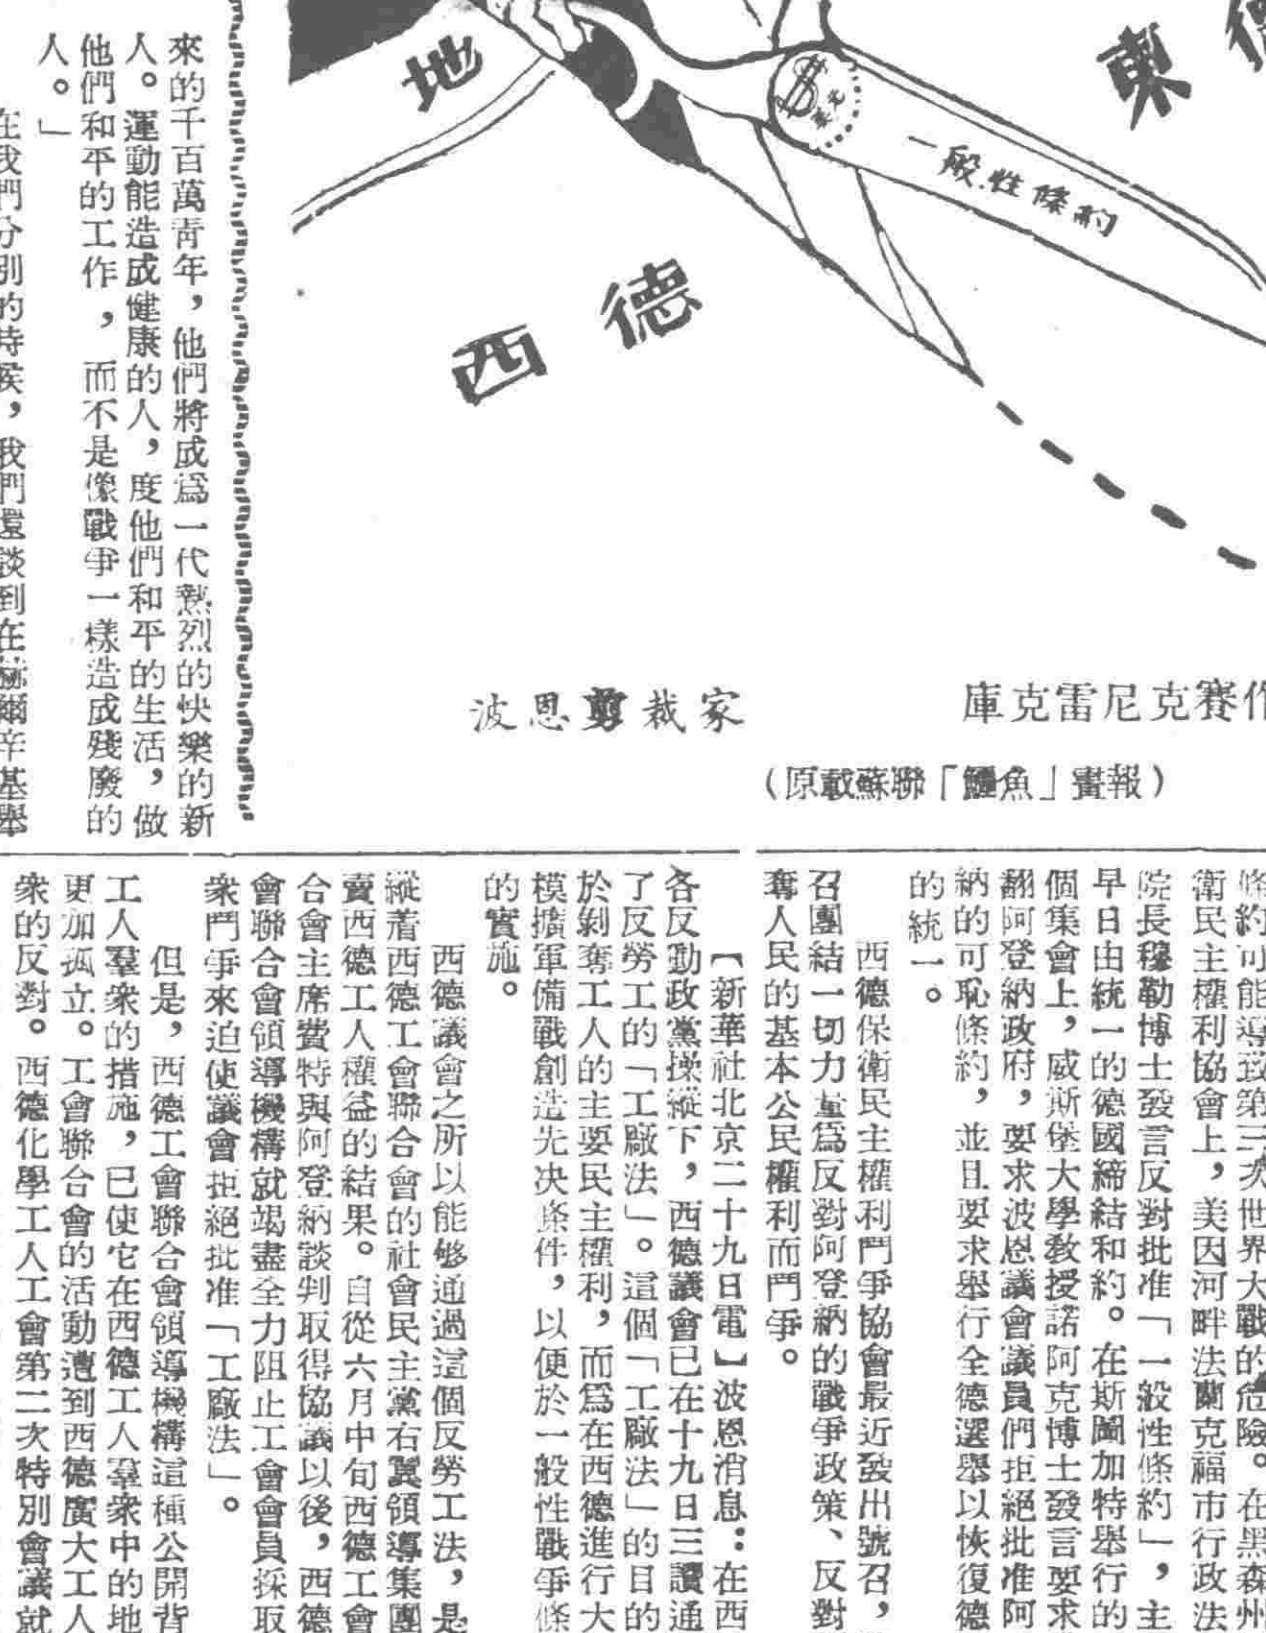 地
東德
美元
一般性條約
西德
波恩剪裁家
庫克雷尼克賽作
（原載蘇聯「鱷魚」畫報）
來的千百萬青年，他們將成爲一代熱烈的快樂的新
人。運動能造成健康的人，度他們和平的生活，做
他們和平的工作，而不是像戰爭一樣造成殘廢的
人。」
在我們分別的時候，我們還談到在赫爾辛基舉
條約可能導致第三次世界大戰的危險。在黑森州
衛民主權利協會上，美因河畔法蘭克福市行政法
院長穆勒博士發言反對批准「一般性條約」，主
早日由統一的德國締結和約。在斯圖加特舉行的
個集會上，威斯堡大學教授諾阿克博士發言要求
翻阿登納政府，要求波恩議會議員們拒絕批准阿
納的可恥條約，並且要求舉行全德選舉以恢復德
的統一。
西德保衛民主權利鬥爭協會最近發出號召，
召團結一切力量爲反對阿登納的戰爭政策、反對
奪人民的基本公民權利而鬥爭。
【新華社北京二十九日電】波恩消息：在西
各反動政黨操縱下，西德議會已在十九日三讀通
了反勞工的「工廠法」。這個「工廠法」的目的
於剝奪工人的主要民主權利，而爲在西德進行大
模擴軍備戰創造先决條件，以便於一般性戰爭條
的實施。
西德議會之所以能够通過這個反勞工法，是
縱着西德工會聯合會的社會民主黨右翼領導集團
賣西德工人權益的結果。自從六月中旬西德工會
合會主席費特與阿登納談判取得協議以後，西德
會聯合會領導機構就竭盡全力阻止工會會員採取
衆鬥爭來迫使議會拒絕批准「工廠法」。
但是，西德工會聯合會領導機構這種公開背
工人羣衆的措施，已使它在西德工人羣衆中的地
更加孤立。工會聯合會的活動遭到西德廣大工人
衆的反對。西德化學工人工會第二次特別會議就